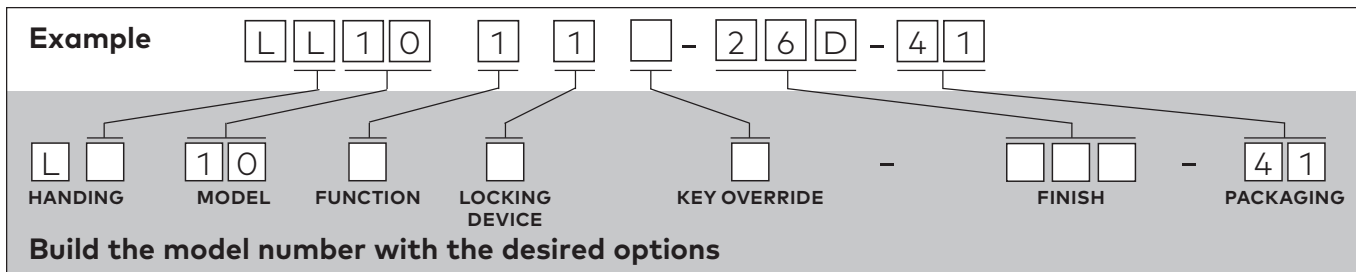 Example L L 1 0 1 1 - 2 6 D - 4 1
L 1 0 - - 4 1
HANDING MODEL FUNCTION LOCKING DEVICE KEY OVERRIDE FINISH PACKAGING
Build the model number with the desired options